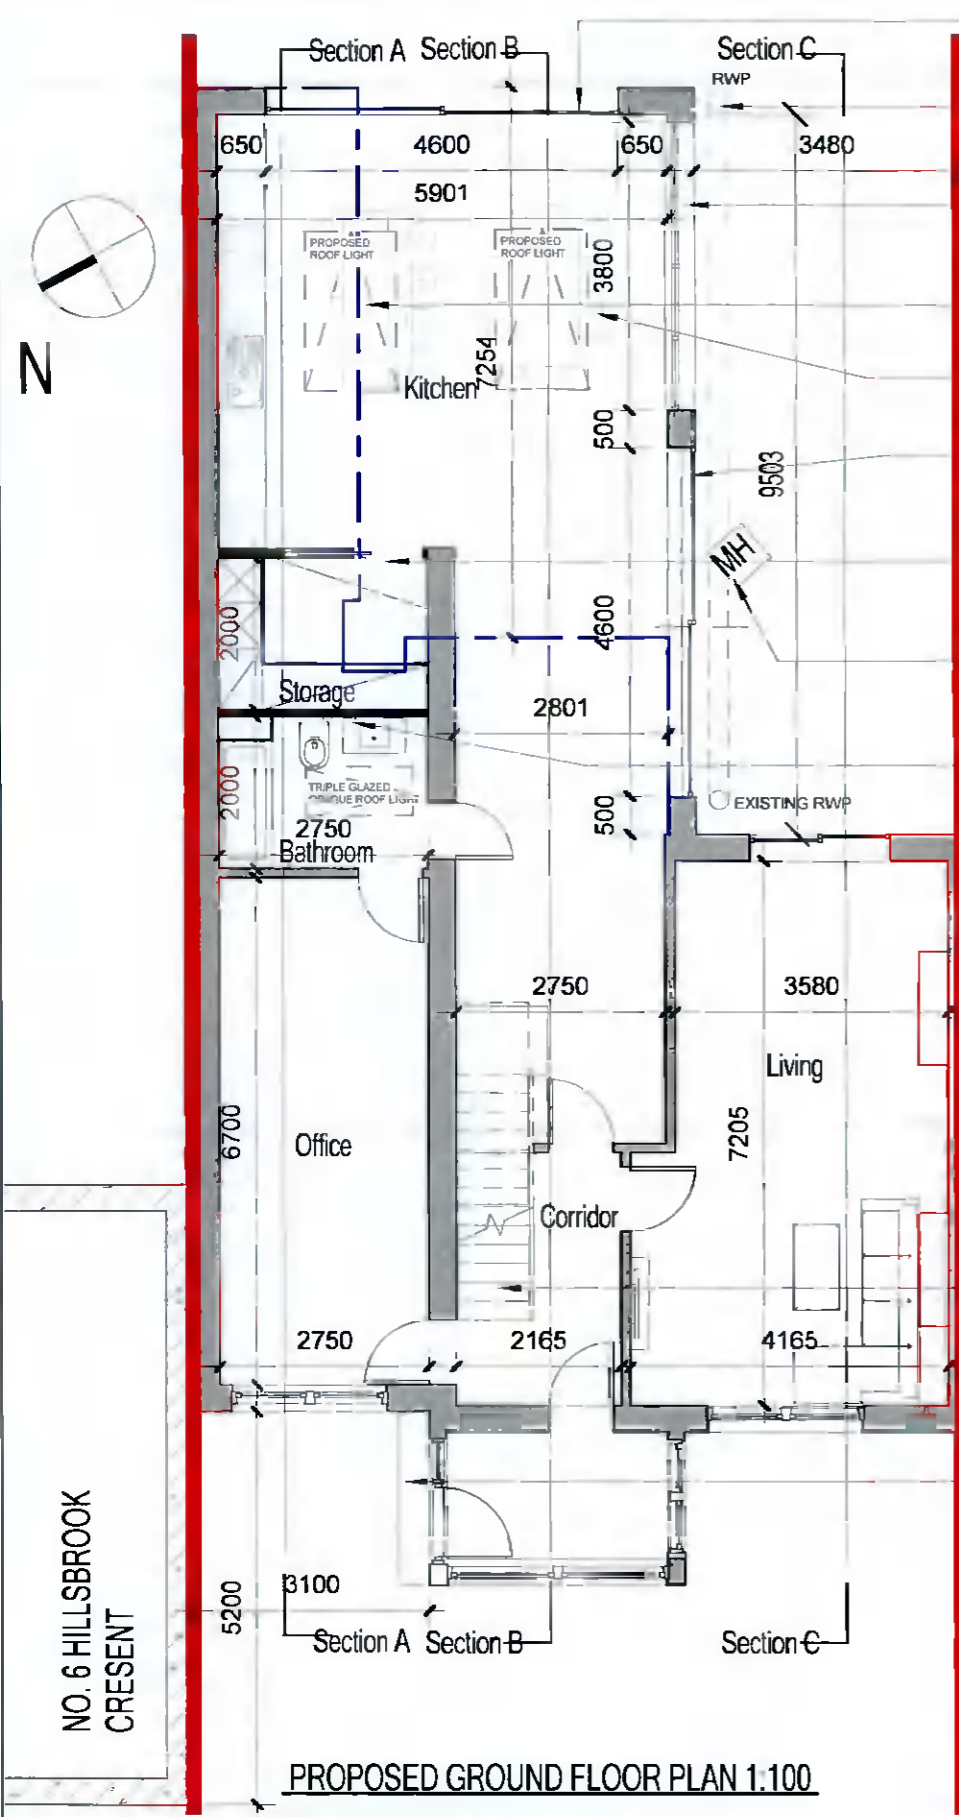 Section A Section B Section C
RWP
650 4600 650 3480
5901
PROPOSED
ROOF LIGHT
PROPOSED
ROOF LIGHT
3800
N
7254
Kitchen
500
9503
MH
2000
4600
Storage
2801
2000
TRIPLE GLAZED
OPAQUE ROOF LIGHT
500
EXISTING RWP
2750
Bathroom
2750
3580
Living
6700
Office
7205
Corridor
2750
2165
4165
NO. 6 HILLSBROOK
CRESENT
5200
3100
Section A Section B Section C
PROPOSED GROUND FLOOR PLAN 1:100